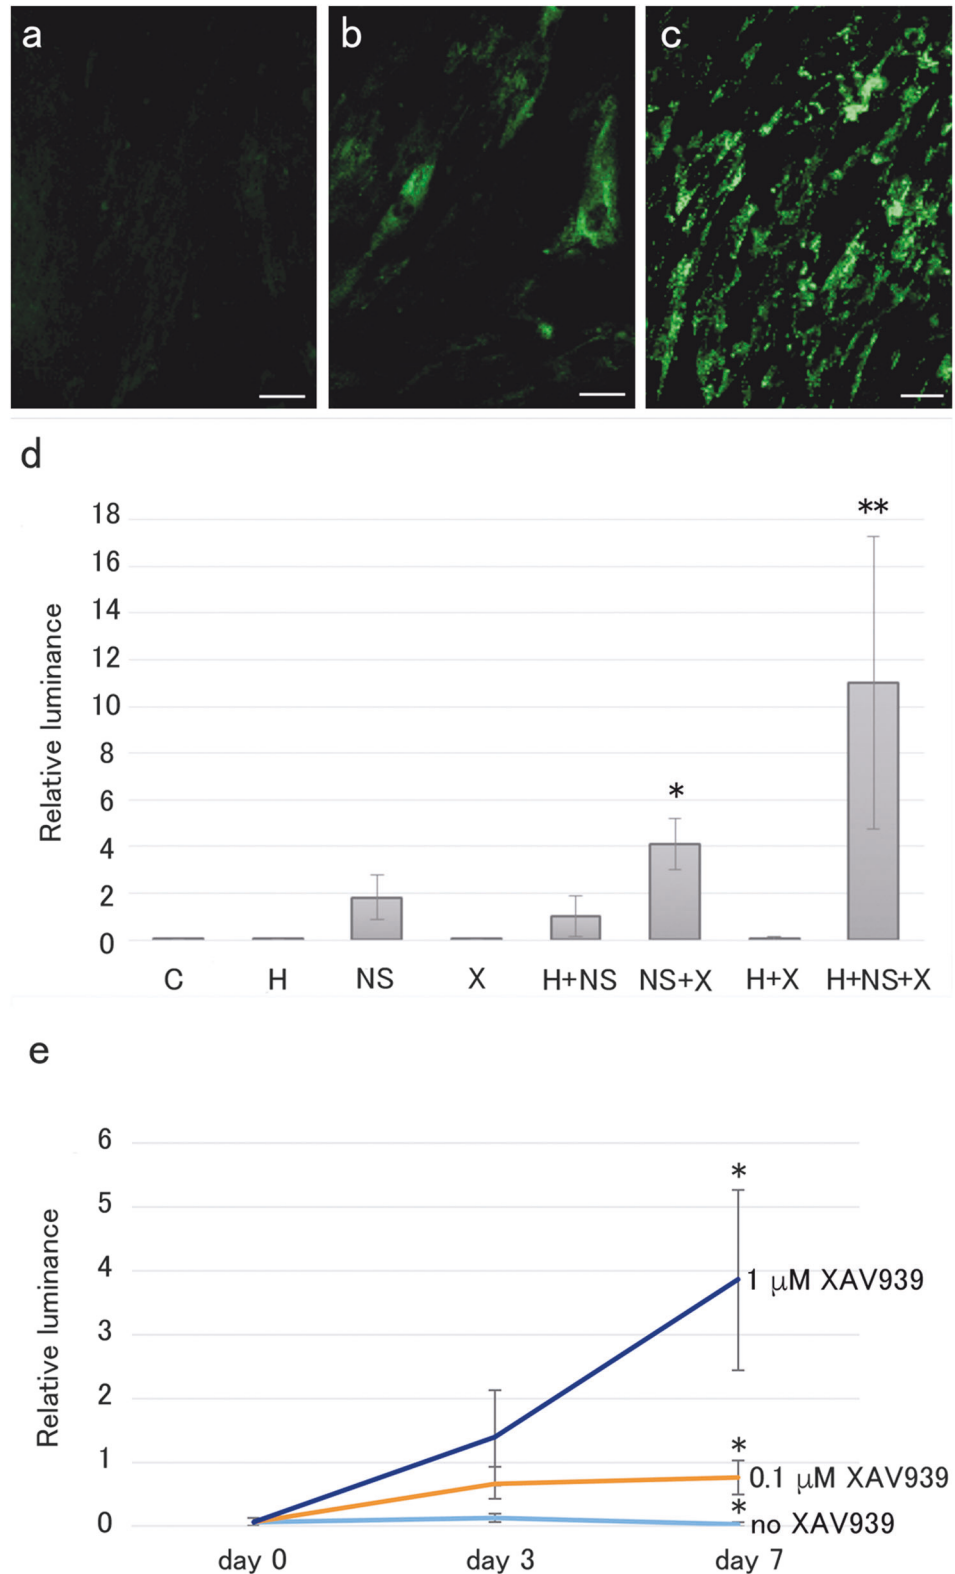 a b c
d
**
18
16
14
12
10
8
*
6
4
2
0
Relative luminance
C H NS X H+NS NS+X H+X H+NS+X
e
6
*
5
4
1 μM XAV939
3
2
*
1
0.1 μM XAV939
*
0
no XAV939
Relative luminance
day 0 day 3 day 7